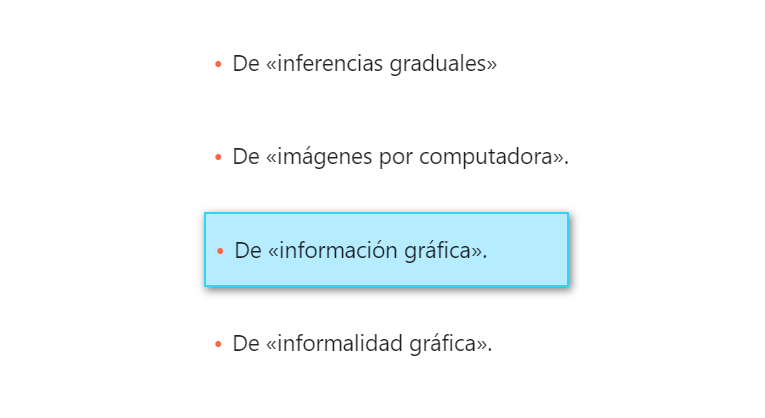 • De «inferencias graduales»
• De «imágenes por computadora».
• De «información gráfica».
• De «informalidad gráfica».